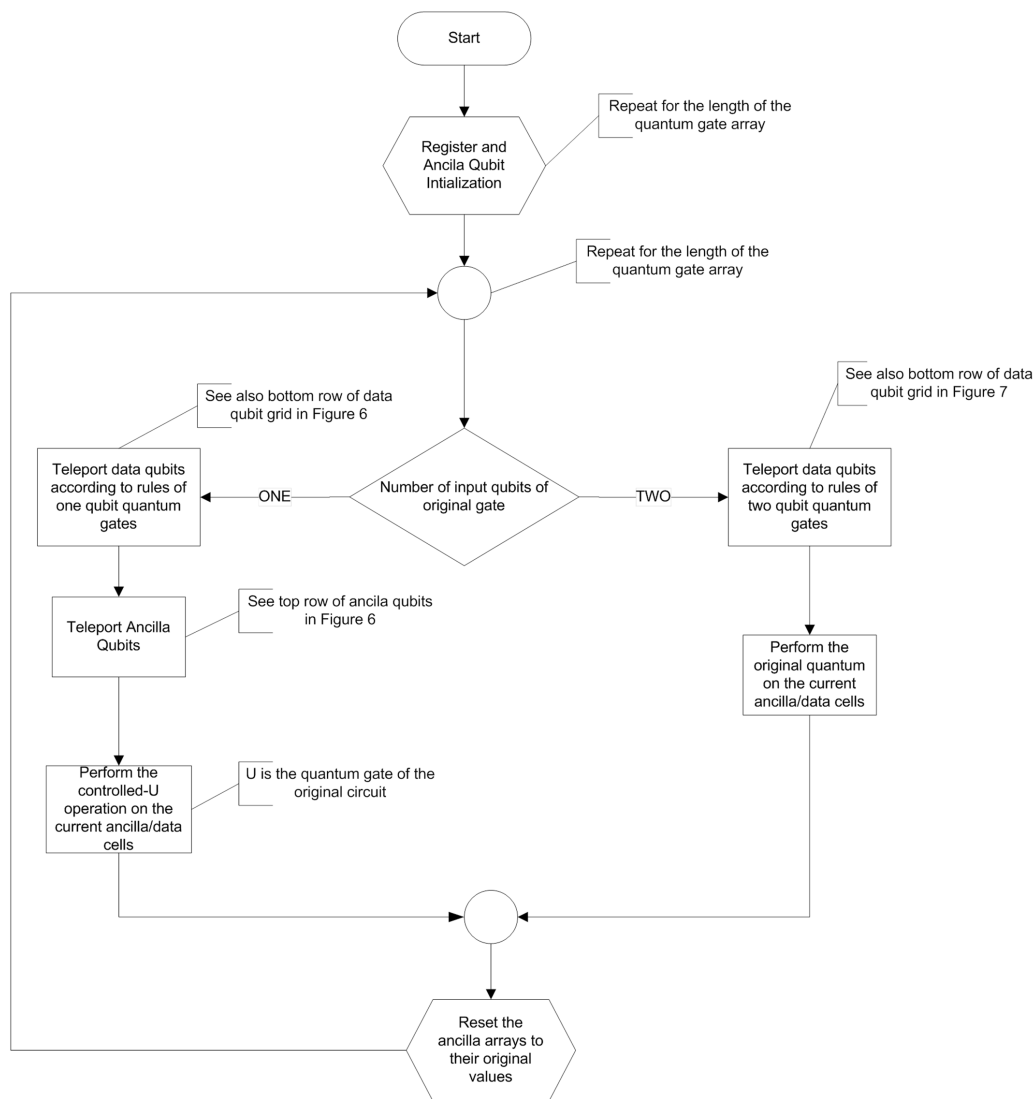 Start
Repeat for the length of the
quantum gate array
Register and
Ancila Qubit
Intialization
Repeat for the length of the
quantum gate array
See also bottom row of data
qubit grid in Figure 6
See also bottom row of data
qubit grid in Figure 7
Teleport data qubits
according to rules of
one qubit quantum
gates
ONE
Number of input qubits of
original gate
TWO
Teleport data qubits
according to rules of
two qubit quantum
gates
Teleport Ancilla
Qubits
See top row of ancila qubits
in Figure 6
Perform the
original quantum
on the current
ancilla/data cells
Perform the
controlled-U
operation on the
current ancilla/data
cells
U is the quantum gate of the
original circuit
Reset the
ancilla arrays to
their original
values